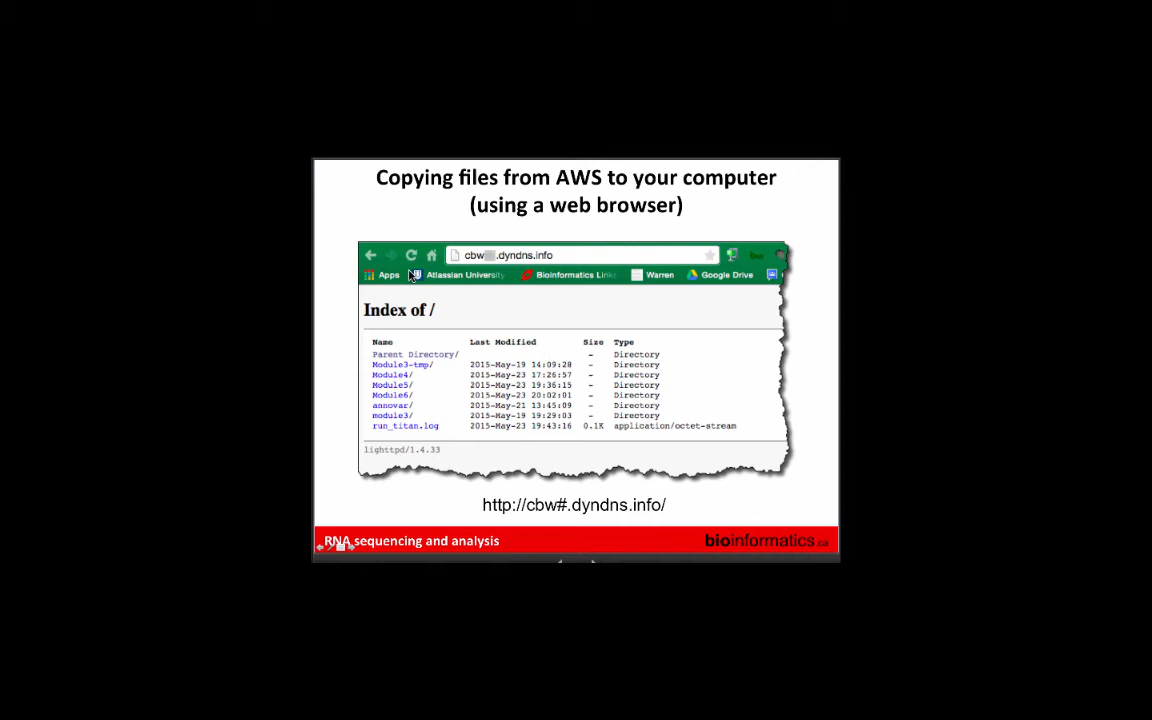 Copying files from AWS to your computer
(using a web browser)
cbw .dyndns.info
Apps Atlassian University Bioinformatics Link Warren Google Drive
Index of /
Name Last Modified Size Type
Parent Directory/ - Directory
Module3-tmp/ 2015-May-19 14:09:28 - Directory
Module4/ 2015-May-23 17:26:57 - Directory
Module5/ 2015-May-23 19:36:15 - Directory
Module6/ 2015-May-23 20:02:01 - Directory
annovar/ 2015-May-21 13:45:09 - Directory
module3/ 2015-May-19 19:29:03 - Directory
run_titan.log 2015-May-23 19:43:16 0.1K application/octet-stream
lighttpd/1.4.33
http://cbw#.dyndns.info/
RNA sequencing and analysis
bioinformatics.ca